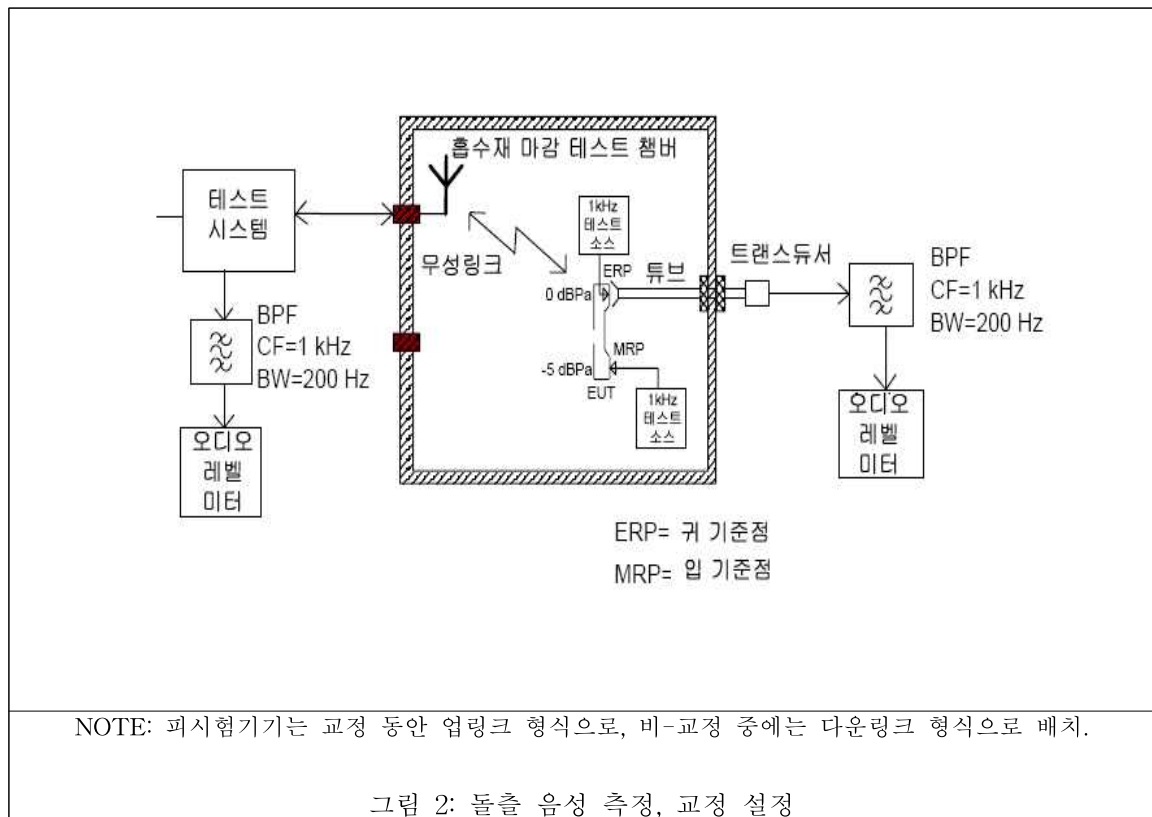 흡수재 마감 테스트 챔버
테스트
시스템
1kHz
테스트
소스
무성링크
ERP
튜브
트랜스듀서
0 dBPa
BPF
CF=1 kHz
BW=200 Hz
BPF
CF=1 kHz
BW=200 Hz
MRP
-5 dBPa
EUT
1kHz
테스트
소스
오디오
레벨
미터
오디오
레벨
미터
ERP= 귀 기준점
MRP= 입 기준점
NOTE: 피시험기기는 교정 동안 업링크 형식으로, 비-교정 중에는 다운링크 형식으로 배치.
그림 2: 돌츨 음성 측정, 교정 설정